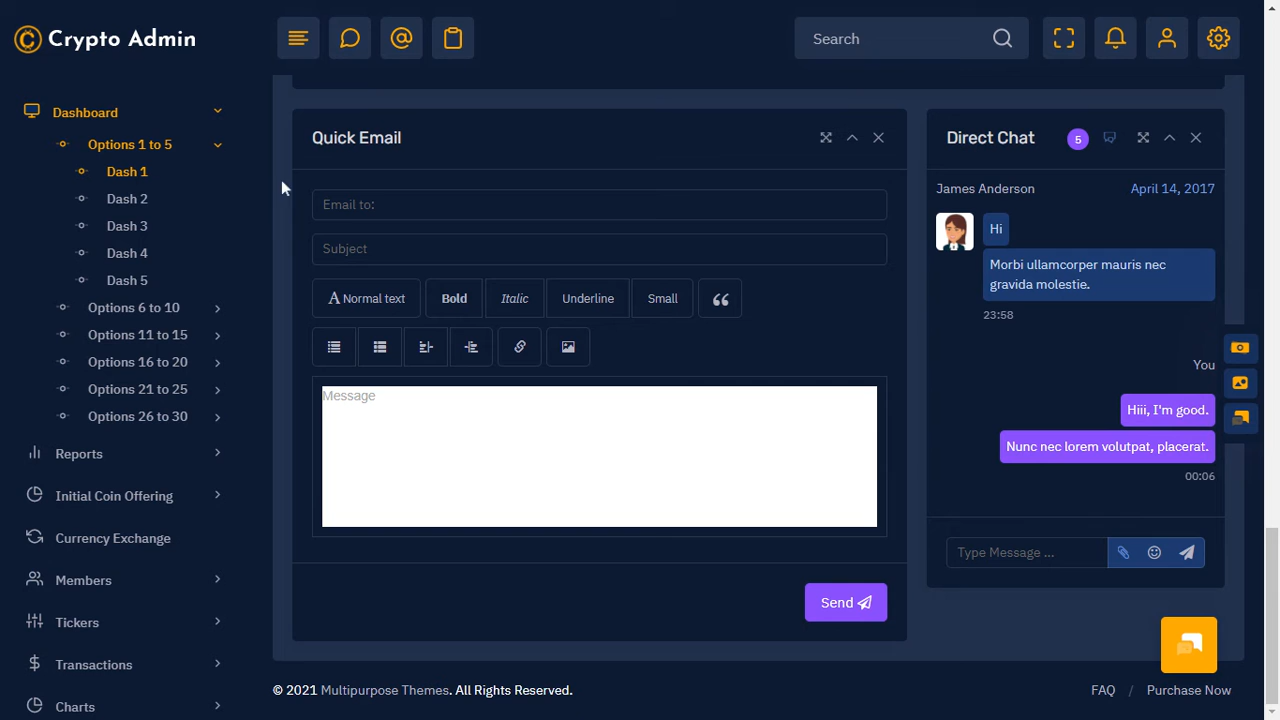 Crypto Admin
Search
Dashboard
Options 1 to 5
Dash 1
Dash 2
Dash 3
Dash 4
Dash 5
Options 6 to 10
Options 11 to 15
Options 16 to 20
Options 21 to 25
Options 26 to 30
Reports
Initial Coin Offering
Currency Exchange
Members
Tickers
Transactions
Charts
Quick Email
Email to:
Subject
A Normal text Bold Italic Underline Small “
Message
Send
Direct Chat 5
James Anderson April 14, 2017
Hi
Morbi ullamcorper mauris nec
gravida molestie.
23:58
You
Hiii, I'm good.
Nunc nec lorem volutpat, placerat.
00:06
Type Message ...
© 2021 Multipurpose Themes. All Rights Reserved.
FAQ / Purchase Now